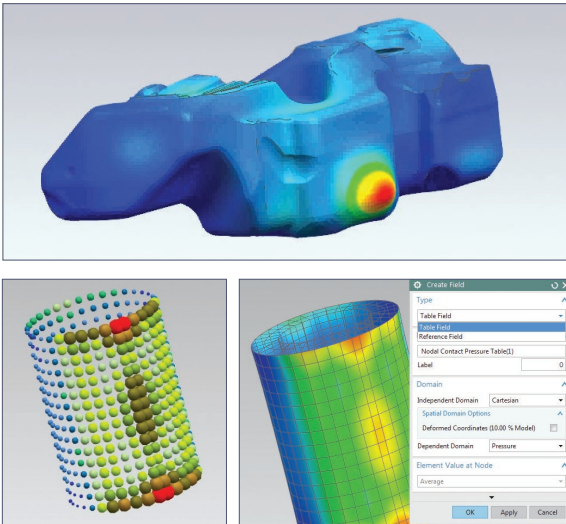 Create Field
Type
Table Field
Table Field
Reference Field
Nodal Contact Pressure Table(1)
Label 0
Domain
Independent Domain Cartesian
Spatial Domain Options
Deformed Coordinates (10.00 % Model)
Dependent Domain Pressure
Element Value at Node
Average
OK Apply Cancel